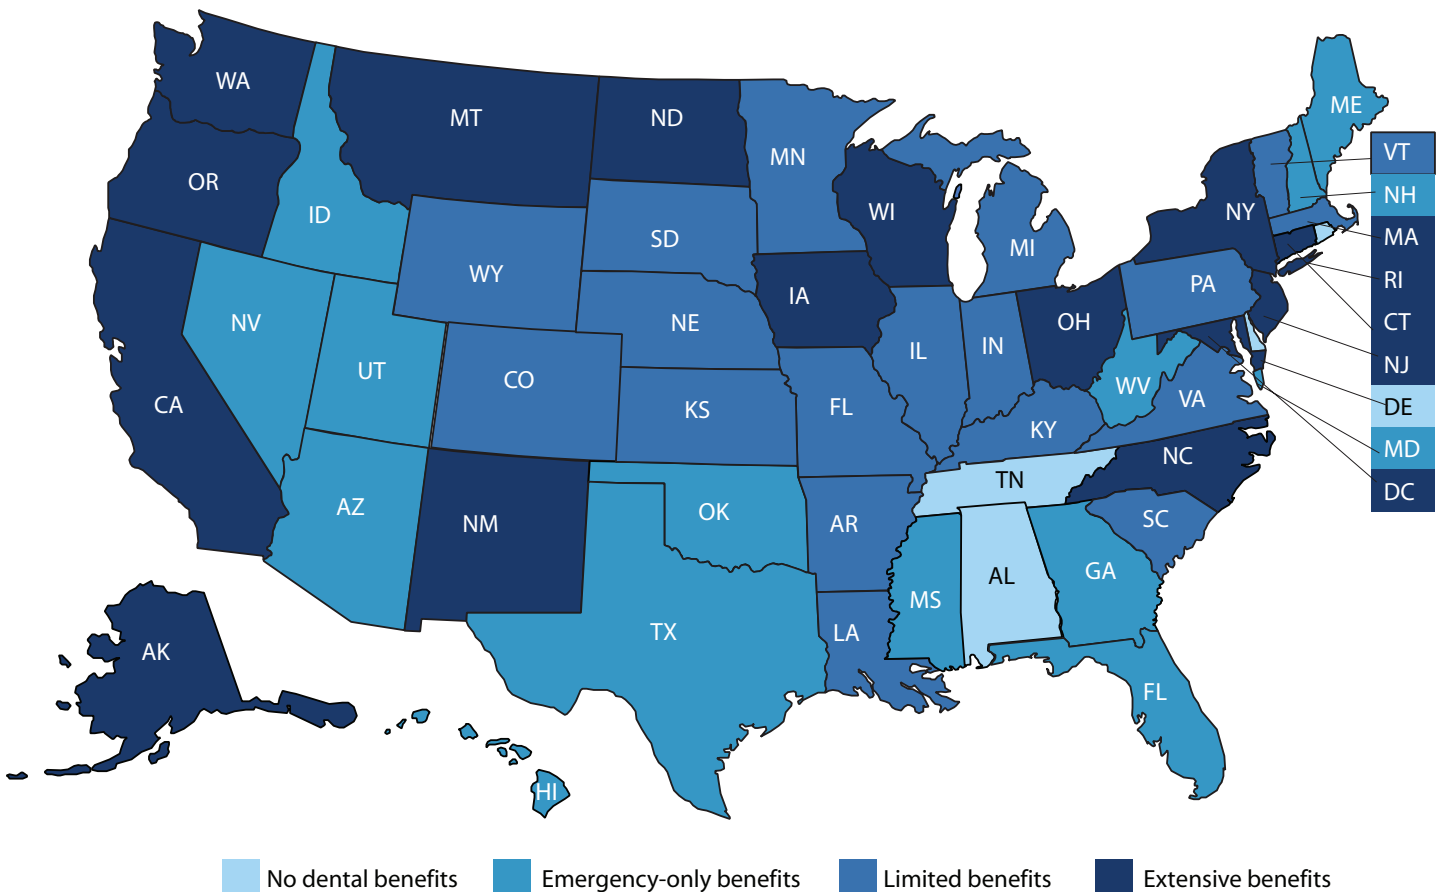 WA
MT
ND
MN
ME
OR
ID
SD
WI
MI
NY
VT
NH
MA
RI
CT
NJ
DE
MD
DC
WY
NV
UT
CO
NE
IA
IL
IN
OH
PA
WV
VA
CA
KS
FL
KY
AZ
NM
OK
AR
TN
NC
SC
MS
AL
GA
TX
LA
FL
AK
HI
No dental benefits
Emergency-only benefits
Limited benefits
Extensive benefits